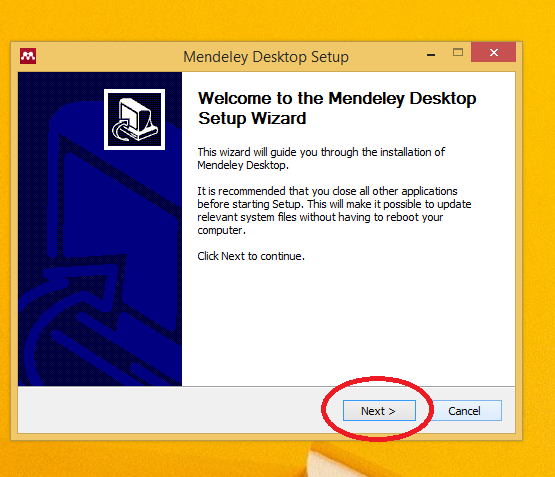 Mendeley Desktop Setup
Welcome to the Mendeley Desktop
Setup Wizard
This wizard will guide you through the installation of
Mendeley Desktop.
It is recommended that you close all other applications
before starting Setup. This will make it possible to update
relevant system files without having to reboot your
computer.
Click Next to continue.
Next >
Cancel